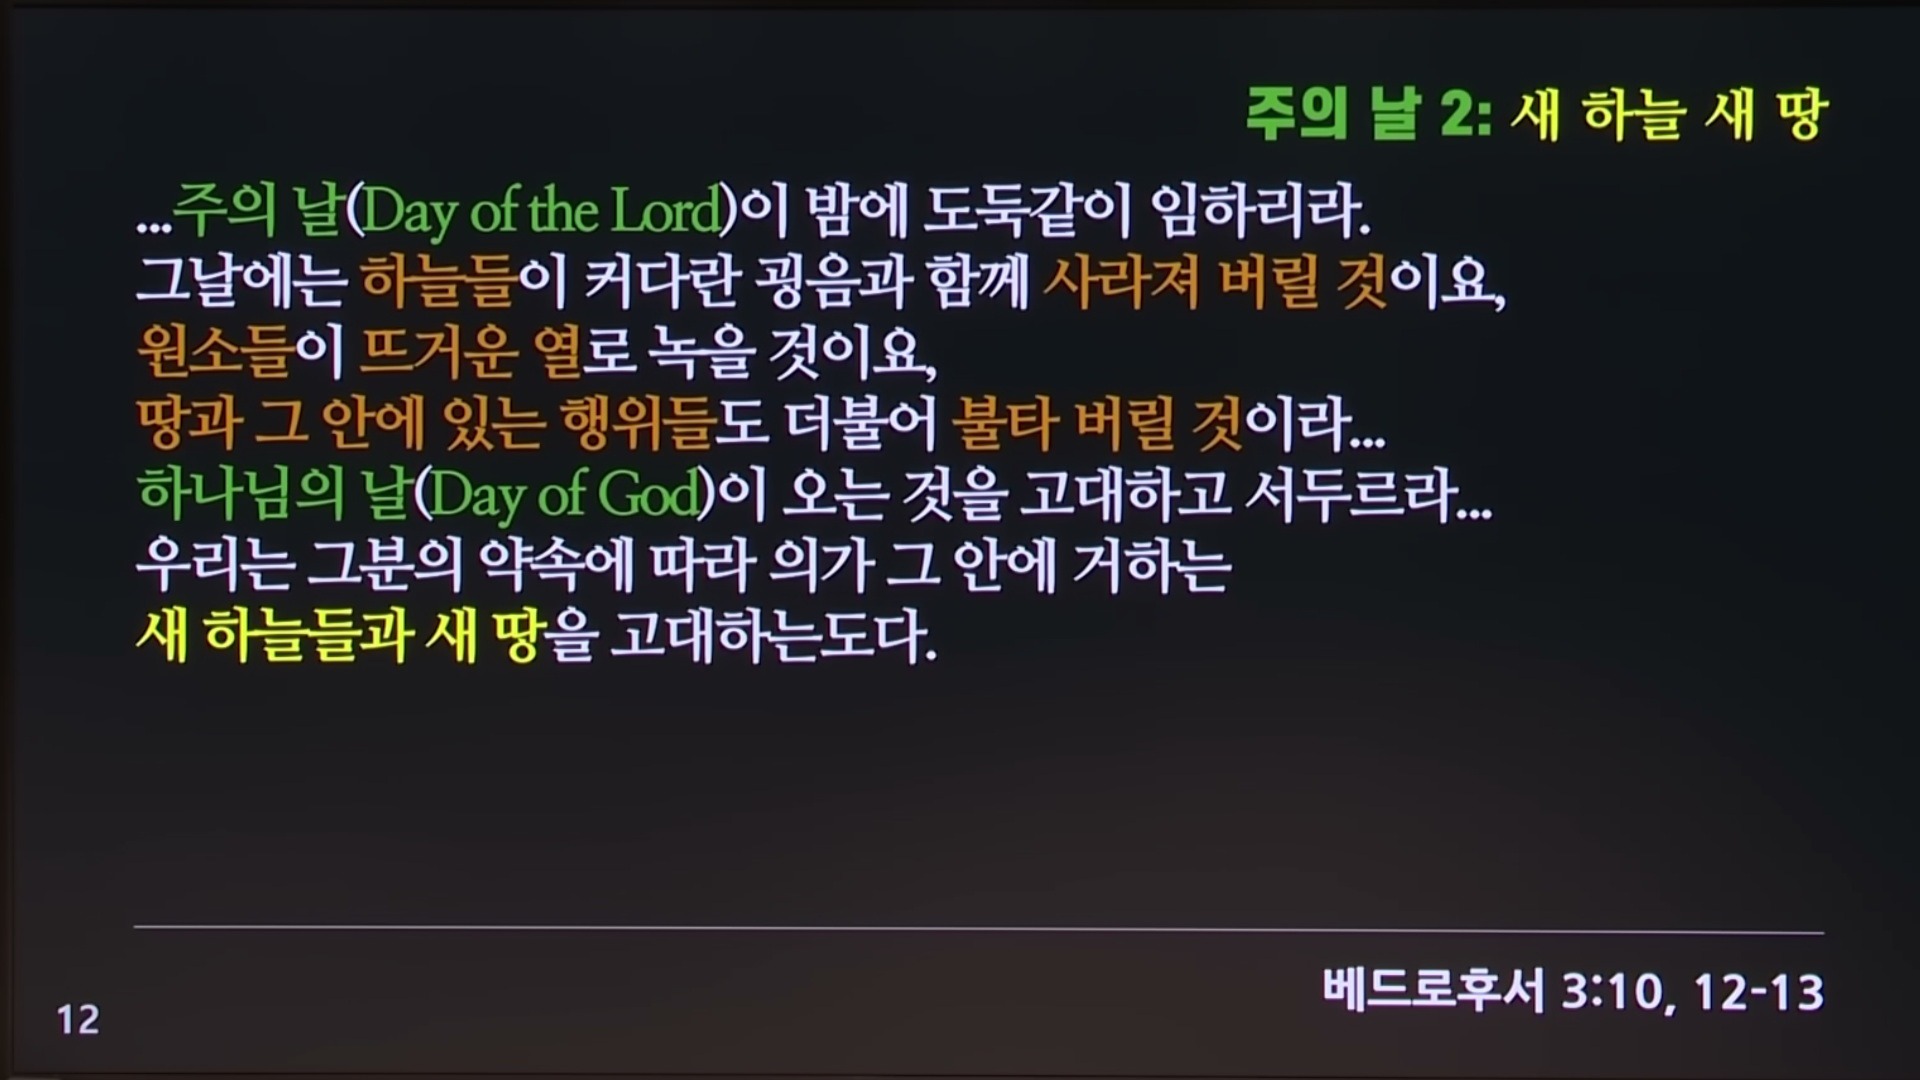 주의 날 2: 새 하늘 새 땅
...주의 날(Day of the Lord)이 밤에 도둑같이 임하리라.
그날에는 하늘들이 커다란 굉음과 함께 사라져 버릴 것이요,
원소들이 뜨거운 열로 녹을 것이요,
땅과 그 안에 있는 행위들도 더불어 불타 버릴 것이라...
하나님의 날(Day of God)이 오는 것을 고대하고 서두르라...
우리는 그분의 약속에 따라 의가 그 안에 거하는
새 하늘들과 새 땅을 고대하는도다.
베드로후서 3:10, 12-13
12